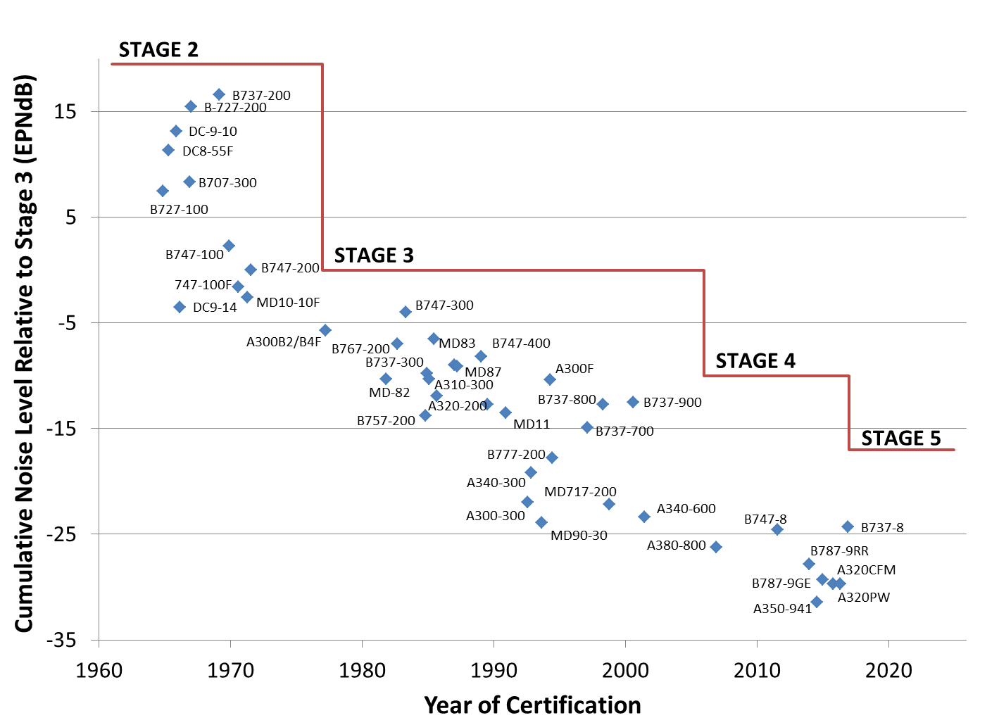 STAGE 2
B737-200
B-727-200
15
DC-9-10
DC8-55F
B707-300
B727-100
5
STAGE 3
B747-100
B747-200
747-100F
MD10-10F
DC9-14
B747-300
-5
A300B2/B4F
B767-200
MD83
B747-400
B737-300
MD87
A300F
STAGE 4
MD-82
A310-300
B737-800
B737-900
A320-200
B757-200
MD11
-15
B737-700
STAGE 5
B777-200
A340-300
MD717-200
A300-300
A340-600
B747-8
B737-8
-25
MD90-30
A380-800
B787-9RR
A320CFM
B787-9GE
A320PW
A350-941
-35
1960 1970 1980 1990 2000 2010 2020
Year of Certification
Cumulative Noise Level Relative to Stage 3 (EPNdB)